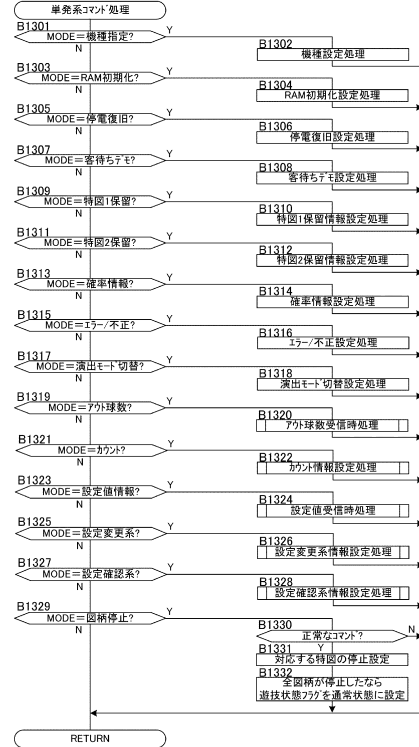 単発系コマンド処理
B1301
MODE＝機種指定?
Y
N
B1302
機種設定処理
B1303
MODE＝RAM初期化?
Y
N
B1304
RAM初期化設定処理
B1305
MODE＝停電復旧?
Y
N
B1306
停電復旧設定処理
B1307
MODE＝客待ちデモ?
Y
N
B1308
客待ちデモ設定処理
B1309
MODE＝特図1保留?
Y
N
B1310
特図1保留情報設定処理
B1311
MODE＝特図2保留?
Y
N
B1312
特図2保留情報設定処理
B1313
MODE＝確率情報?
Y
N
B1314
確率情報設定処理
B1315
MODE＝エラー/不正?
Y
N
B1316
エラー/不正設定処理
B1317
MODE＝演出モード切替?
Y
N
B1318
演出モード切替設定処理
B1319
MODE＝アウト球数?
Y
N
B1320
アウト球数受信時処理
B1321
MODE＝カウント?
Y
N
B1322
カウント情報設定処理
B1323
MODE＝設定値情報?
Y
N
B1324
設定値受信時処理
B1325
MODE＝設定変更系?
Y
N
B1326
設定変更系情報設定処理
B1327
MODE＝設定確認系?
Y
N
B1328
設定確認系情報設定処理
B1329
MODE＝図柄停止?
Y
N
B1330
正常なコマンド?
N
Y
B1331
対応する特図の停止設定
B1332
全図柄が停止したなら
遊技状態フラグを通常状態に設定
RETURN